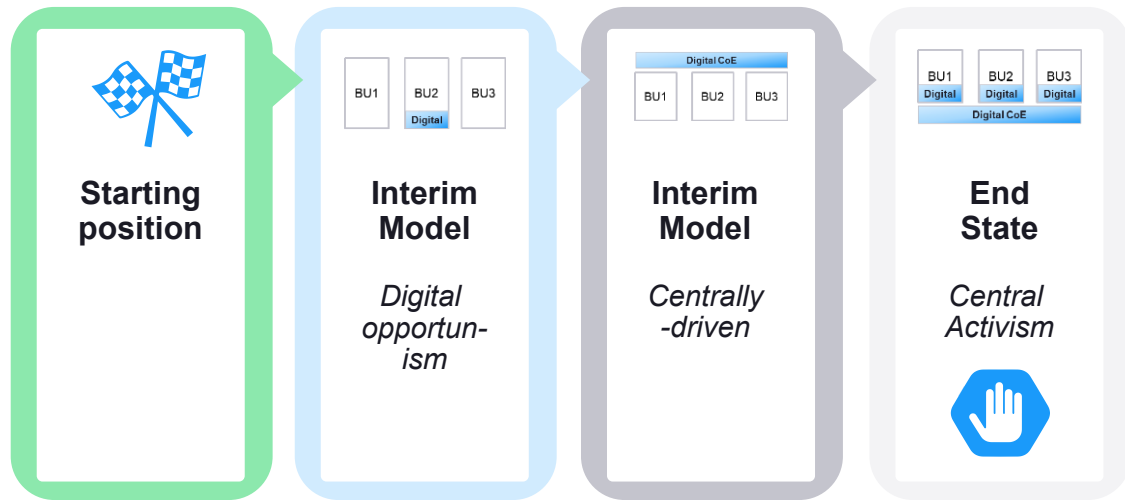 Starting
position
BU1
BU2
BU3
Digital
Interim
Model
Digital
opportun-
ism
Digital CoE
BU1
BU2
BU3
Interim
Model
Centrally
-driven
BU1
BU2
BU3
Digital
Digital
Digital
Digital CoE
End
State
Central
Activism